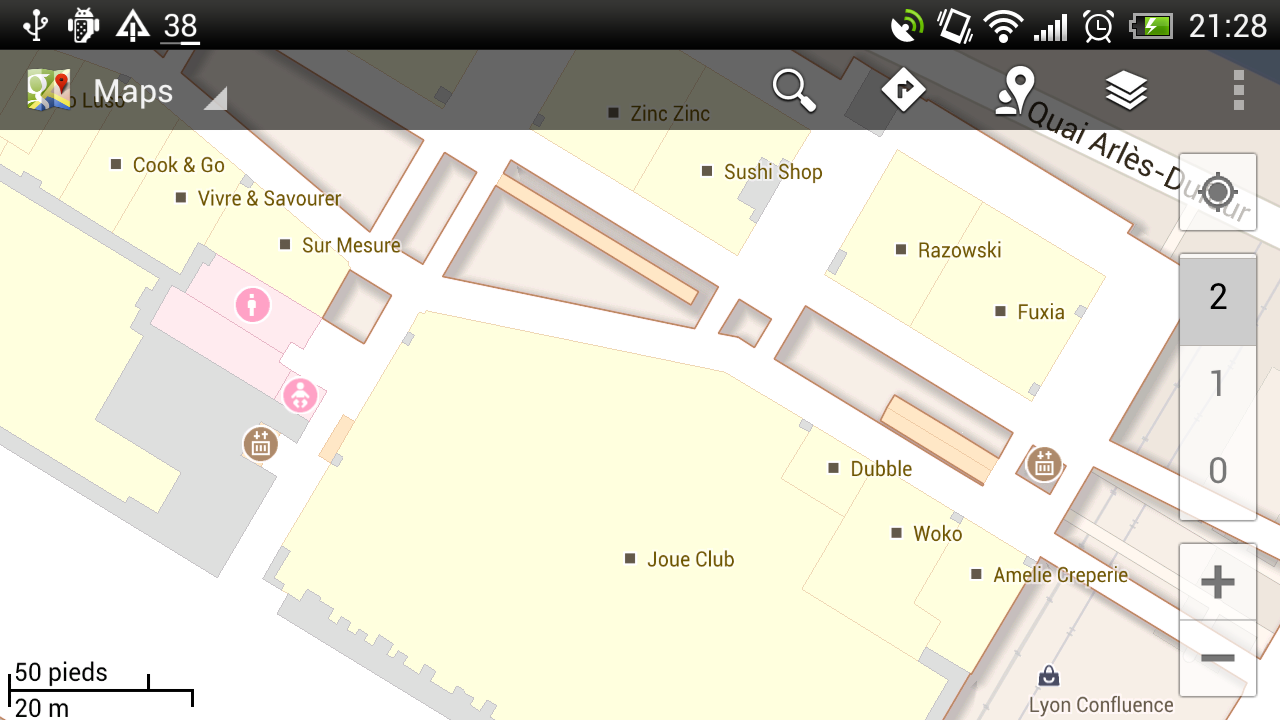 38
21:28
Maps
Luso
Zinc Zinc
Quai Arlès-Dufour
Cook & Go
Sushi Shop
Vivre & Savourer
Sur Mesure
Razowski
2
Fuxia
1
Dubble
0
Woko
Joue Club
Amelie Creperie
50 pieds
20 m
Lyon Confluence